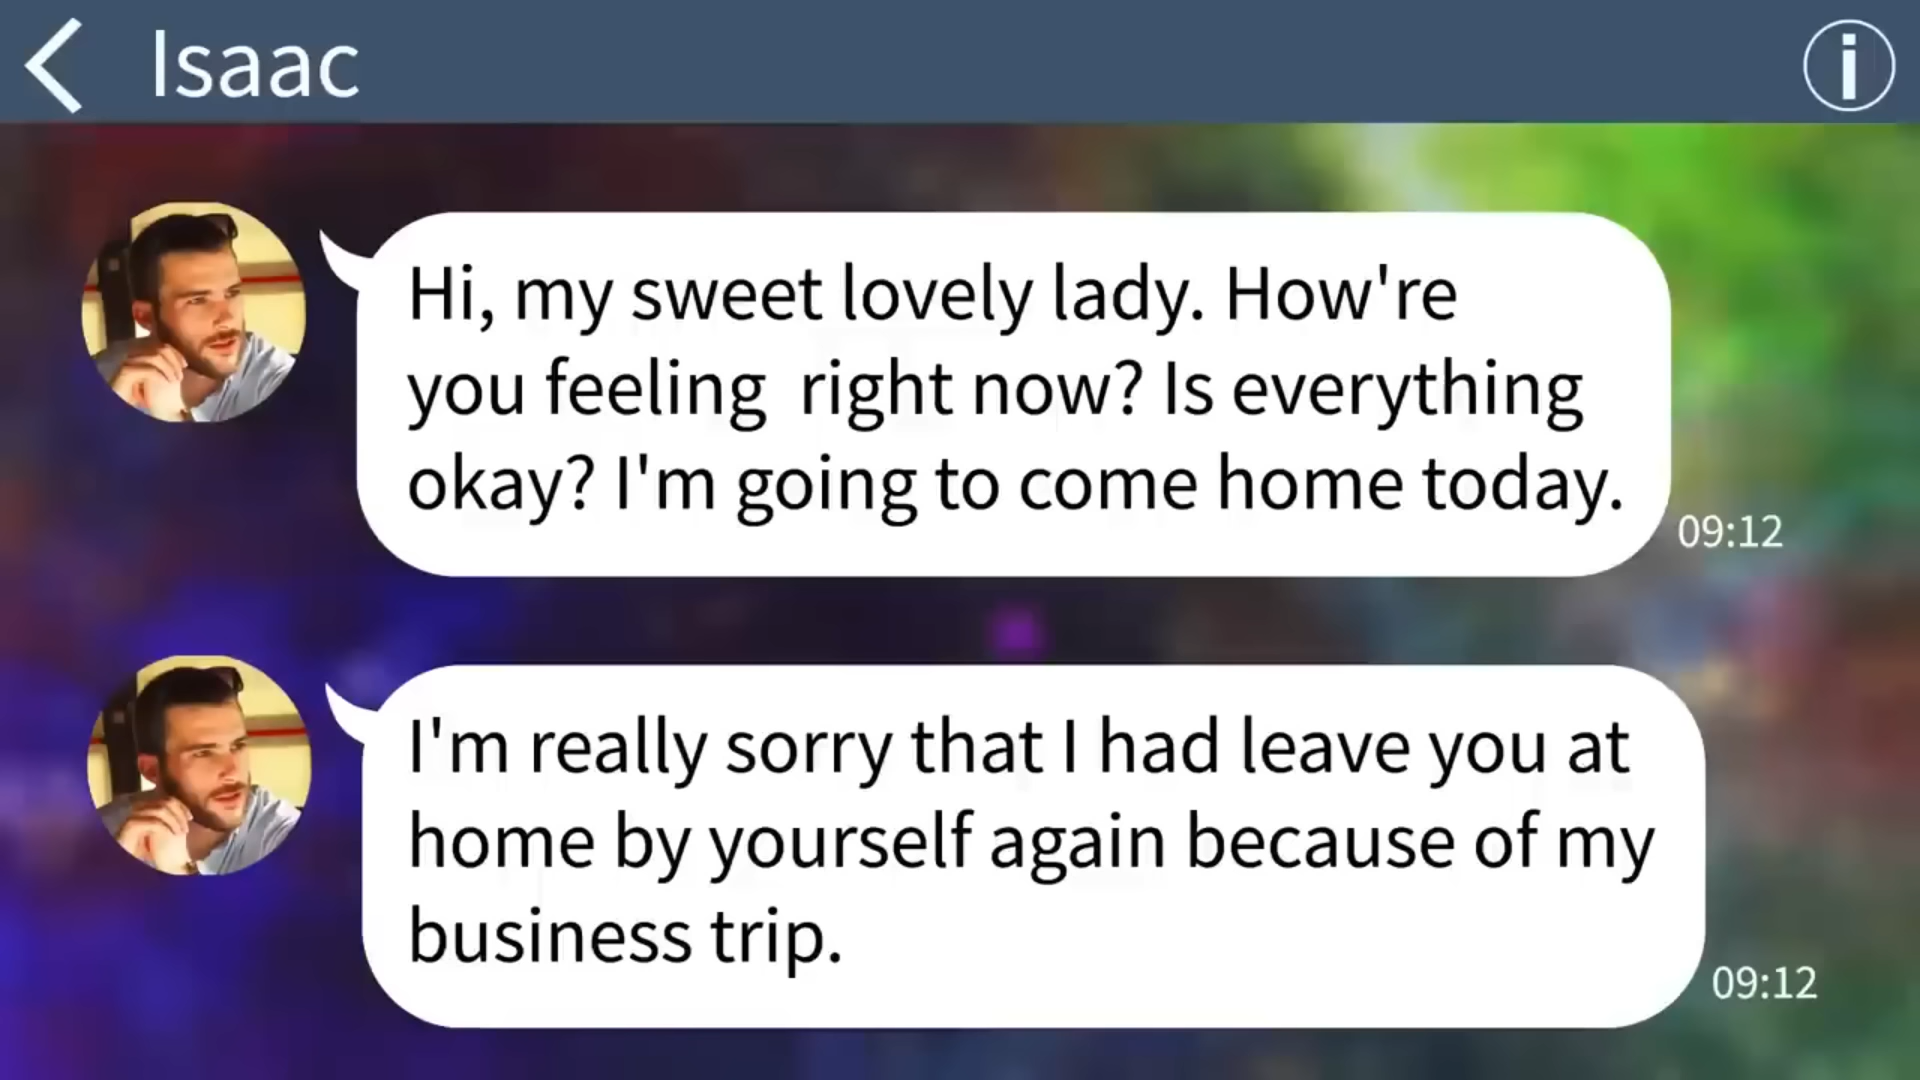 Isaac
Hi, my sweet lovely lady. How're
you feeling  right now? Is everything
okay? I'm going to come home today.
09:12
I'm really sorry that I had leave you at
home by yourself again because of my
business trip.
09:12